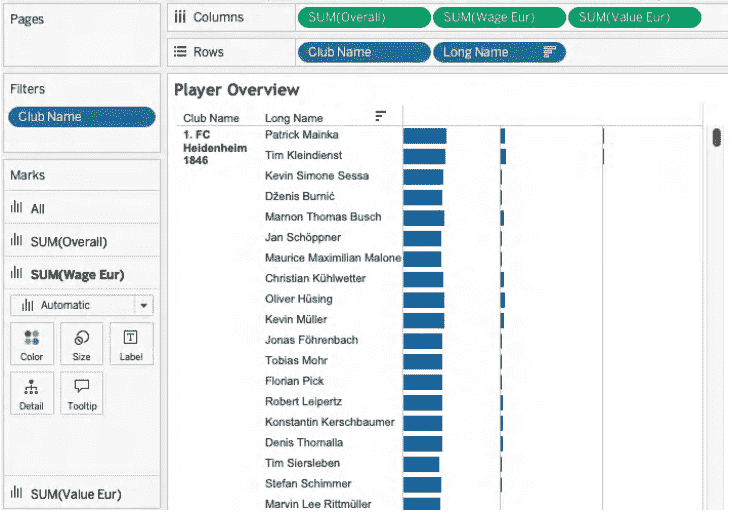 Pages
Columns
SUM(Overall)
SUM(Wage Eur)
SUM(Value Eur)
Rows
Club Name
Long Name
Filters
Club Name
Marks
All
SUM(Overall)
SUM(Wage Eur)
Automatic
Color
Size
Label
Detail
Tooltip
SUM(Value Eur)
Player Overview
Club Name
Long Name
1. FC
Heidenheim
1846
Patrick Mainka
Tim Kleindienst
Kevin Simone Sessa
Dženis Burnić
Marnon Thomas Busch
Jan Schöppner
Maurice Maximilian Malone
Christian Kühlwetter
Oliver Hüsing
Kevin Müller
Jonas Föhrenbach
Tobias Mohr
Florian Pick
Robert Leipertz
Konstantin Kerschbaumer
Denis Thomalla
Tim Siersleben
Stefan Schimmer
Marvin Lee Rittmüller